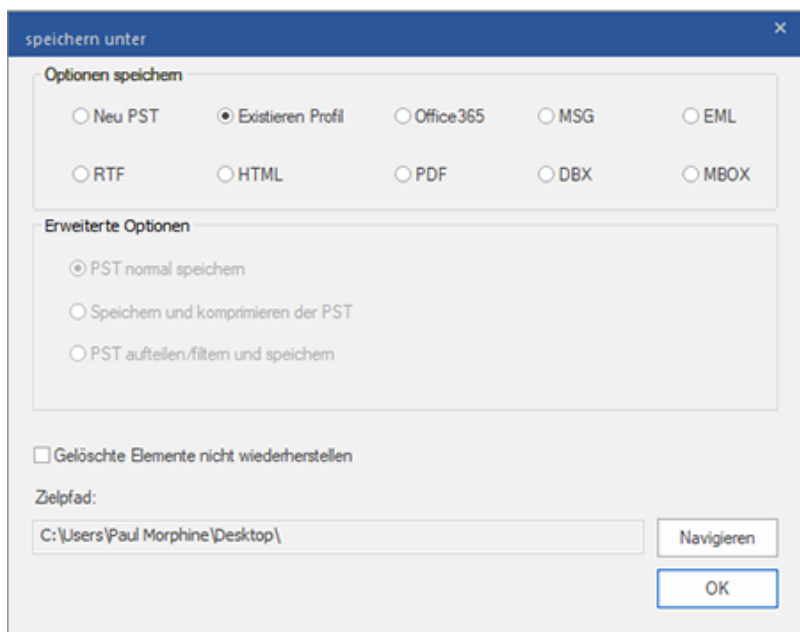 speichern unter
Optionen speichern
Neu PST Existieren Profil Office365 MSG EML
RTF HTML PDF DBX MBOX
Erweiterte Optionen
PST normal speichern
Speichern und komprimieren der PST
PST aufteilen/filtern und speichern
Gelöschte Elemente nicht wiederherstellen
Zielpfad:
C:\Users\Paul Morphine\Desktop\ Navigieren
OK